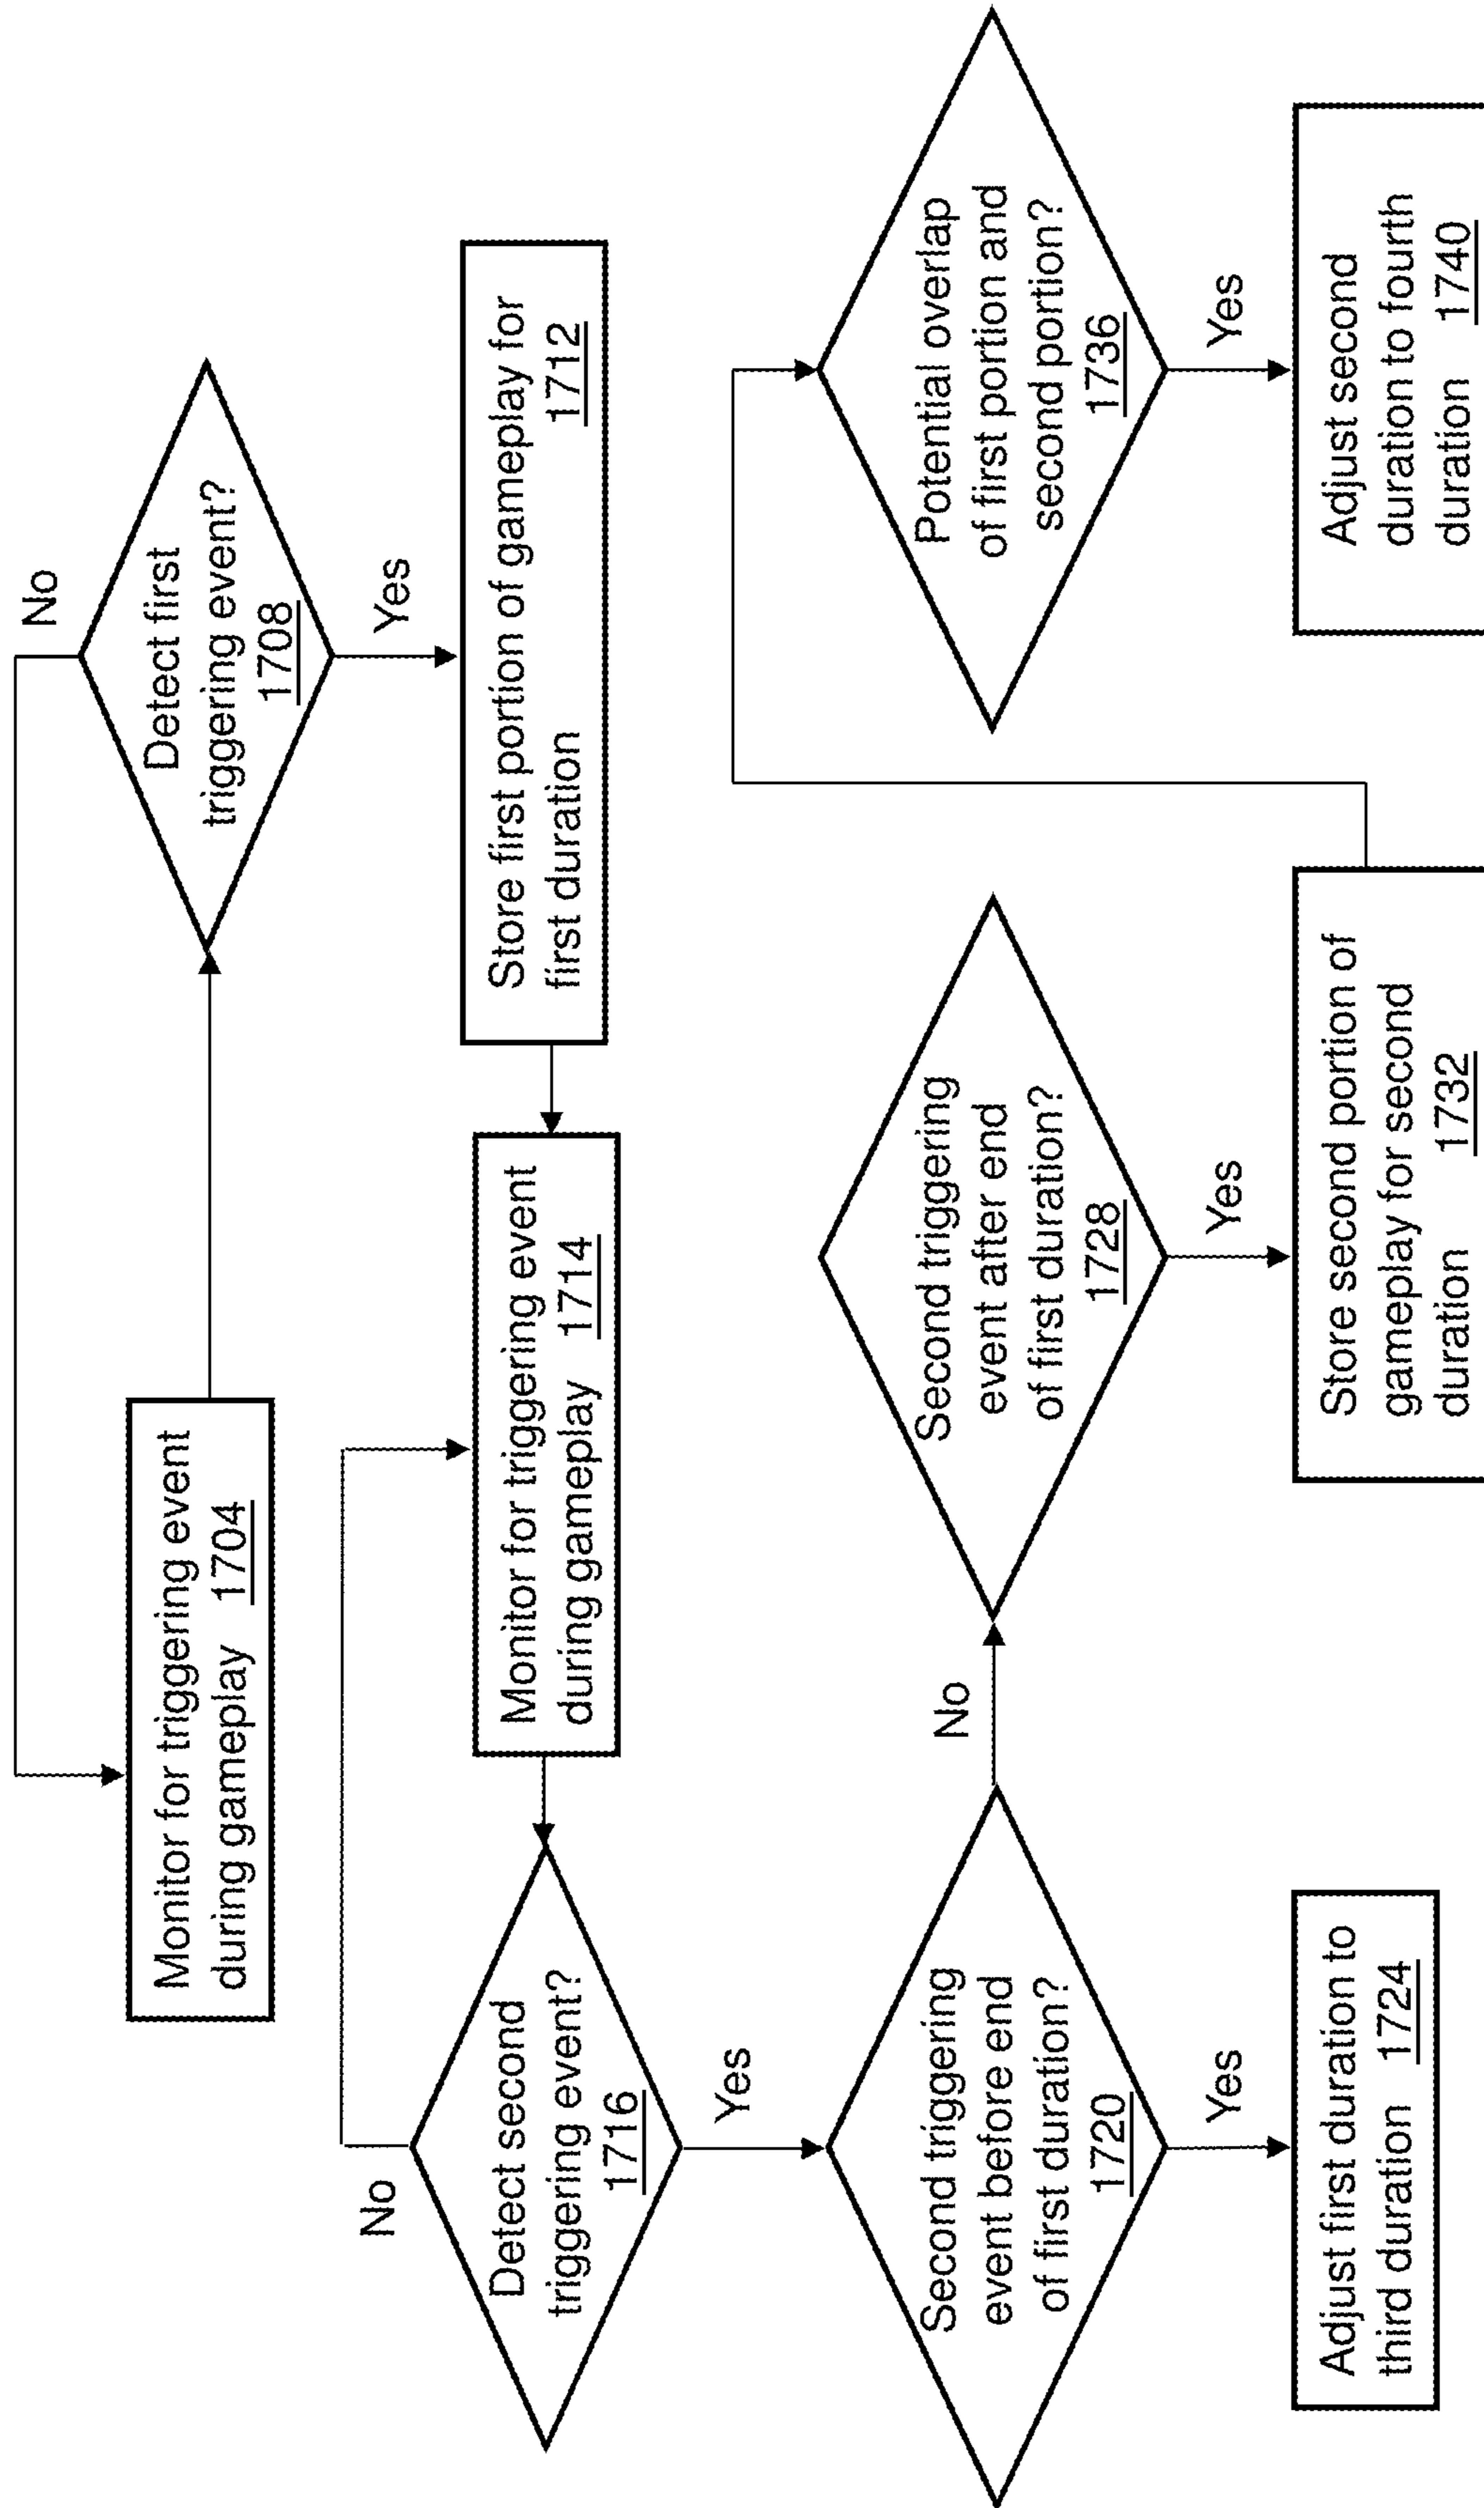 Monitor for triggering event
during gameplay 1704
No
Detect first
triggering event?
1708
Yes
Store first portion of gameplay for
first duration 1712
Monitor for triggering event
during gameplay 1714
No
Detect second
triggering event?
1716
Yes
Second triggering
event before end
of first duration?
1720
Yes
Adjust first duration to
third duration 1724
No
Second triggering
event after end
of first duration?
1728
Yes
Store second portion of
gameplay for second
duration 1732
Potential overlap
of first portion and
second portion?
1736
Yes
Adjust second
duration to fourth
duration 1740